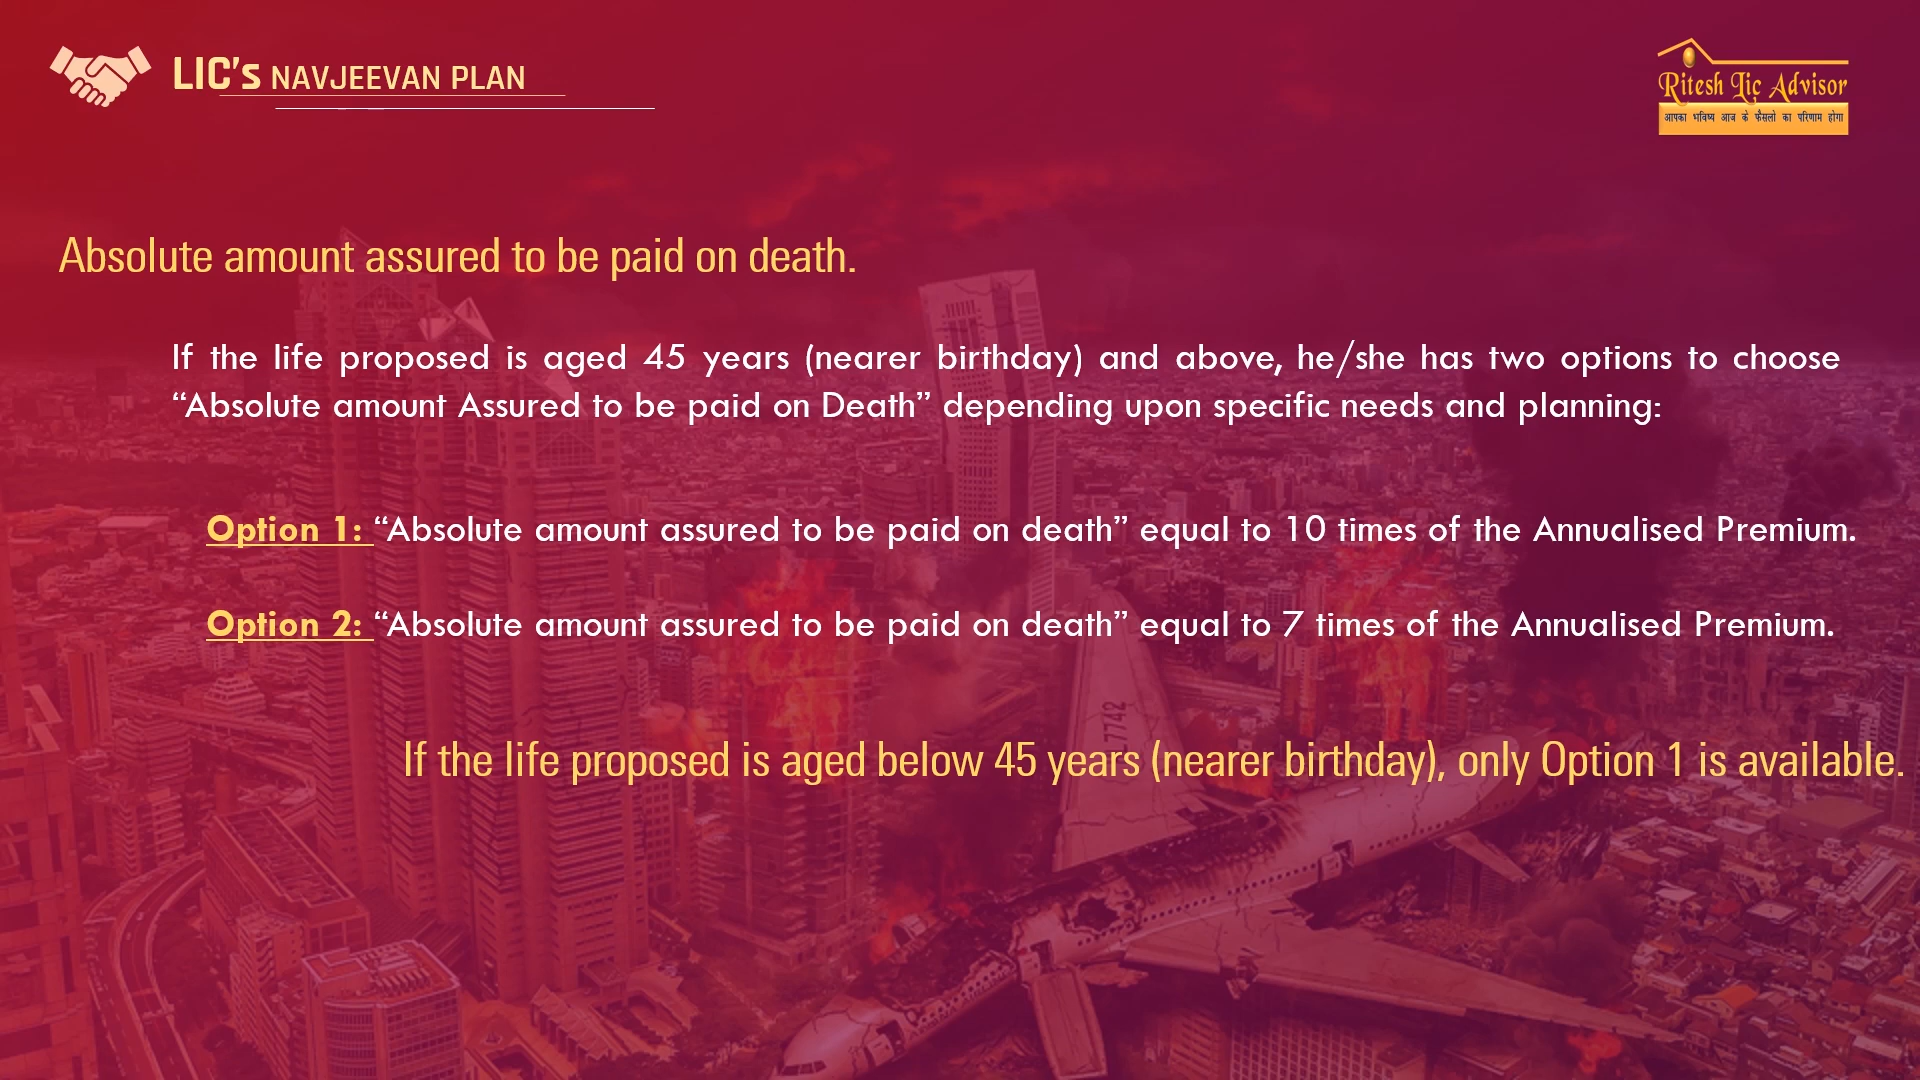 LIC's NAVJEEVAN PLAN
Ritesh Lic Advisor
आपका भविष्य आज के फैसलो का परिणाम होगा
Absolute amount assured to be paid on death.
If the life proposed is aged 45 years (nearer birthday) and above, he/she has two options to choose
“Absolute amount Assured to be paid on Death” depending upon specific needs and planning:
Option 1: “Absolute amount assured to be paid on death” equal to 10 times of the Annualised Premium.
Option 2: “Absolute amount assured to be paid on death” equal to 7 times of the Annualised Premium.
7742
If the life proposed is aged below 45 years (nearer birthday), only Option 1 is available.